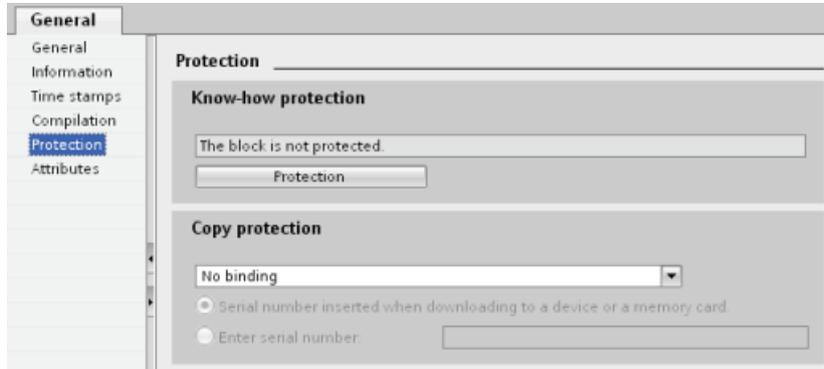 General
General
Information
Time stamps
Compilation
Protection
Attributes
Protection
Know-how protection
The block is not protected.
Protection
Copy protection
No binding
Serial number inserted when downloading to a device or a memory card.
Enter serial number: